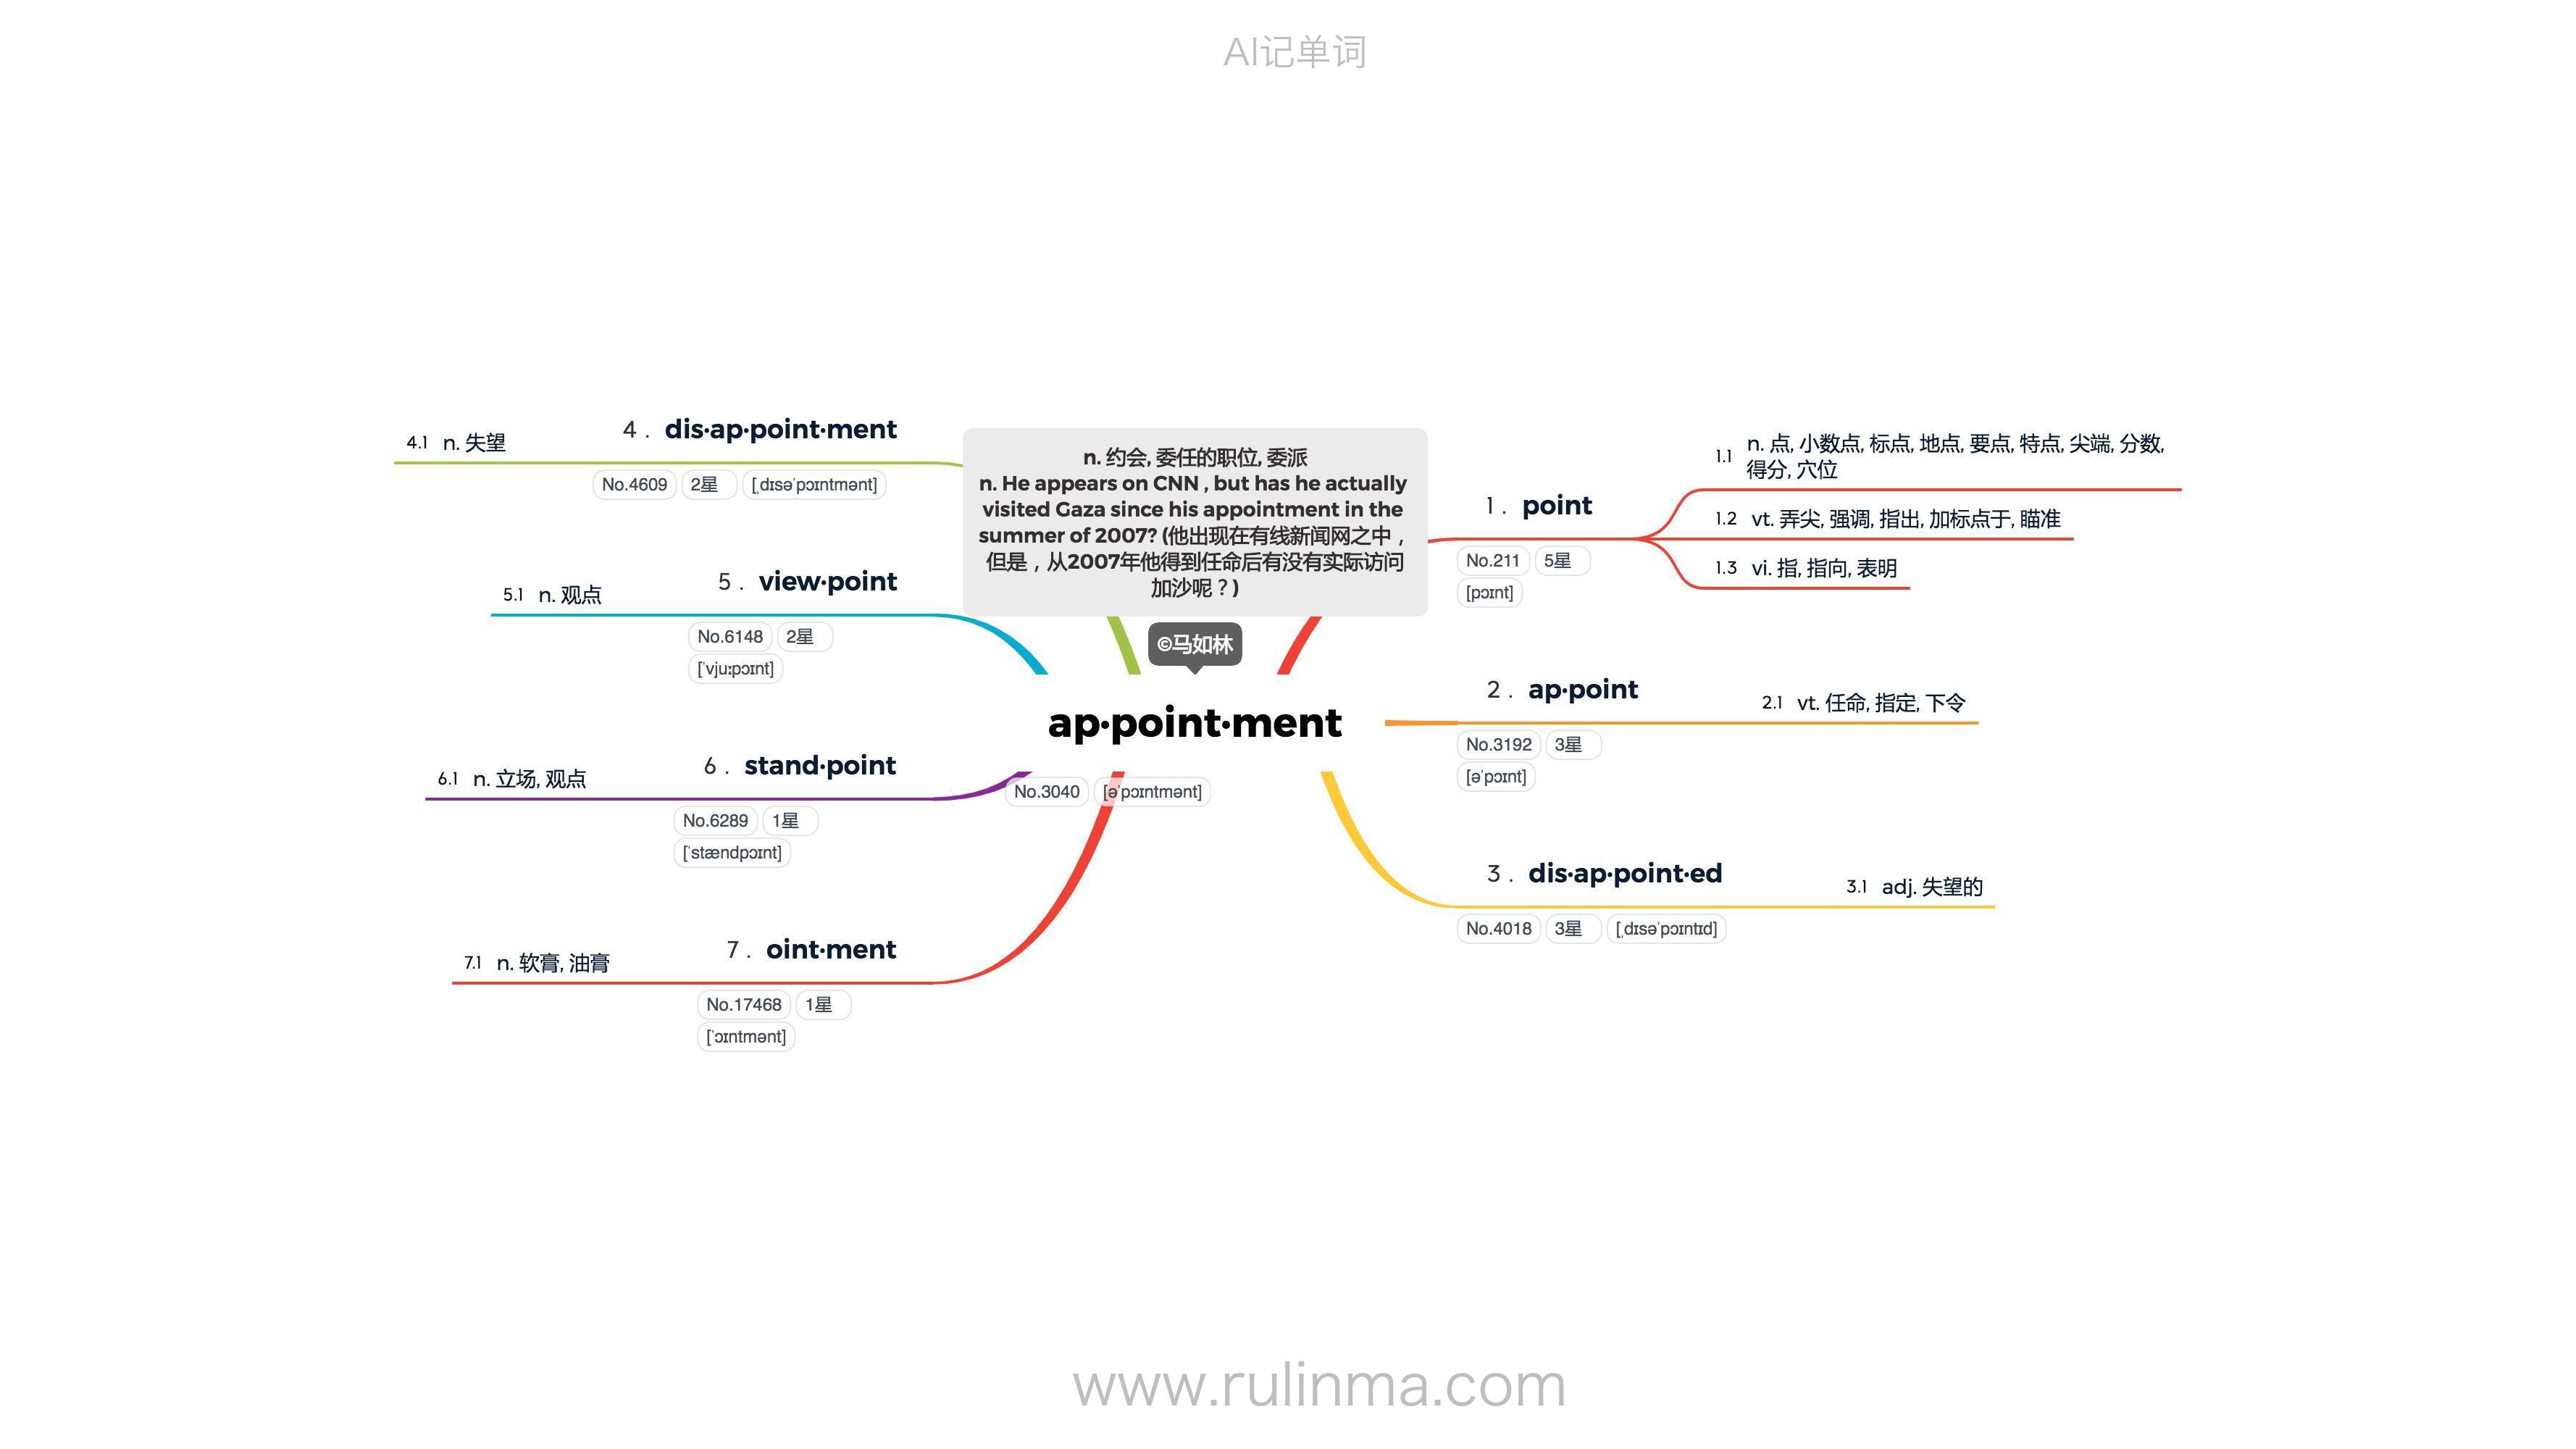 AI记单词
n. 约会, 委任的职位, 委派
n. He appears on CNN , but has he actually
visited Gaza since his appointment in the
summer of 2007? (他出现在有线新闻网之中，
但是，从2007年他得到任命后有没有实际访问
加沙呢？)
©马如林
ap·point·ment
No.3040 [ə'pɔɪntmənt]
1 . point
No.211 5星
[pɔɪnt]
1.1 n. 点, 小数点, 标点, 地点, 要点, 特点, 尖端, 分数,
得分, 穴位
1.2 vt. 弄尖, 强调, 指出, 加标点于, 瞄准
1.3 vi. 指, 指向, 表明
2 . ap·point
No.3192 3星
[ə'pɔɪnt]
2.1 vt. 任命, 指定, 下令
3 . dis·ap·point·ed
No.4018 3星 [ˌdɪsə'pɔɪntɪd]
3.1 adj. 失望的
4 . dis·ap·point·ment
No.4609 2星 [ˌdɪsə'pɔɪntmənt]
4.1 n. 失望
5 . view·point
No.6148 2星
['vjuːpɔɪnt]
5.1 n. 观点
6 . stand·point
No.6289 1星
['stændpɔɪnt]
6.1 n. 立场, 观点
7 . oint·ment
No.17468 1星
['ɔɪntmənt]
7.1 n. 软膏, 油膏
www.rulinma.com